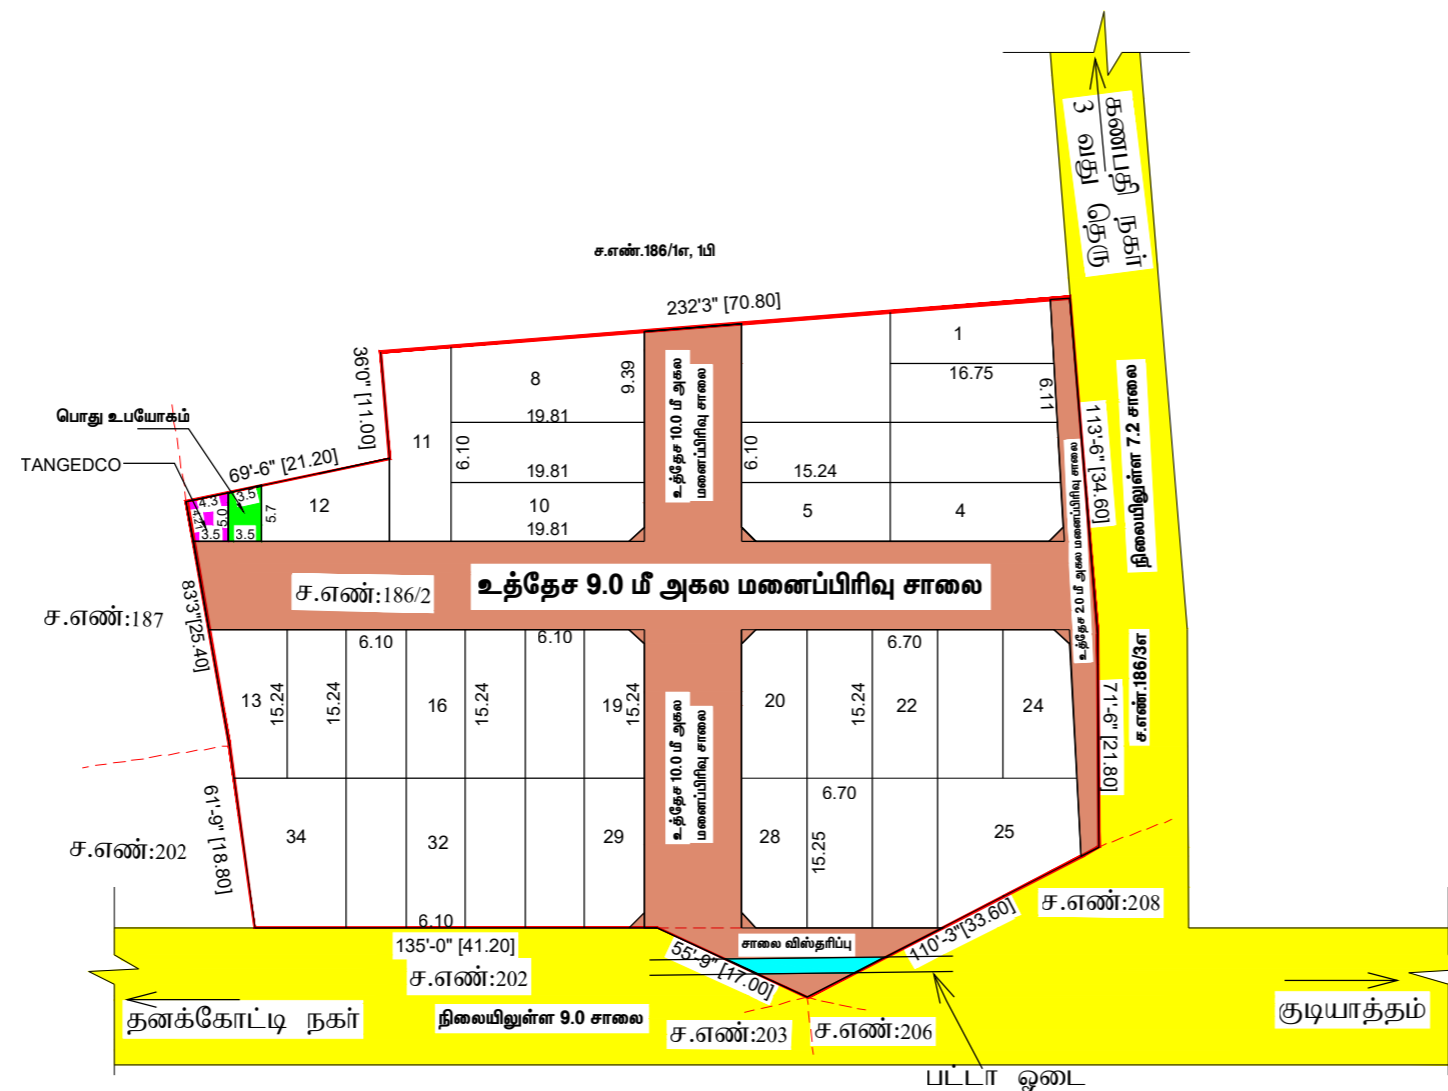 கணபதி நகர்
3 வது தெரு
ச.எண்.186/1எ, 1பி
232'3" [70.80]
1
16.75
6.11
36'0" [11.00]
8
9.39
19.81
உத்தேச 10.0 மீ அகல
மனைப்பிரிவு சாலை
பொது உபயோகம்
TANGEDCO
69'-6" [21.20]
11
6.10
19.81
6.10
15.24
113'-6" [34.60]
நிலையிலுள்ள 7.2 சாலை
உத்தேச 2.0 மீ அகல மனைப்பிரிவு சாலை
4.3
3.5
5.0
5.7
3.5
3.5
12
10
19.81
5
4
உத்தேச 9.0 மீ அகல மனைப்பிரிவு சாலை
ச.எண்:186/2
ச.எண்:187
83'3"[25.40]
6.10
6.10
6.70
13
15.24
15.24
16
15.24
19
15.24
உத்தேச 10.0 மீ அகல
மனைப்பிரிவு சாலை
20
15.24
22
24
ச.எண்.186/3எ
71'-6" [21.80]
61'-9" [18.80]
ச.எண்:202
34
32
29
28
6.70
15.25
25
6.10
135'-0" [41.20]
ச.எண்:202
55'-9" [17.00]
சாலை விஸ்தரிப்பு
110'-3"[33.60]
ச.எண்:208
தனக்கோட்டி நகர்
நிலையிலுள்ள 9.0 சாலை
ச.எண்:203
ச.எண்:206
குடியாத்தம்
பட்டா ஓடை